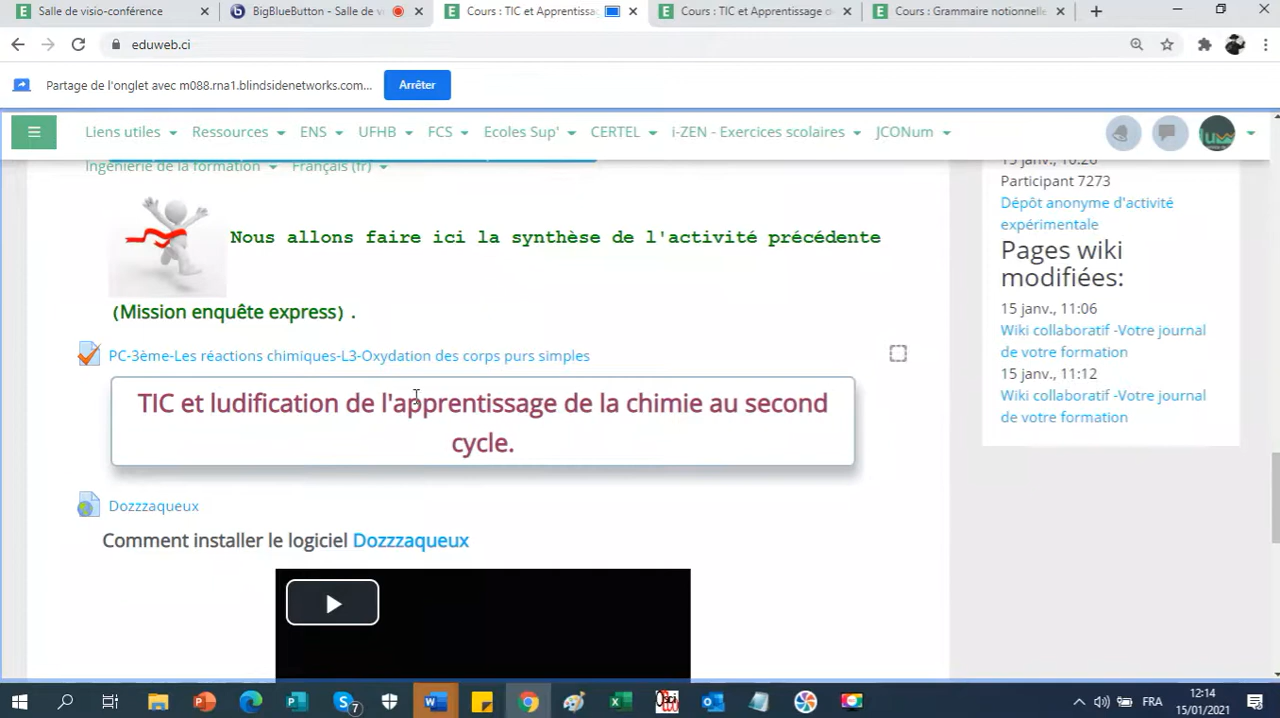 Salle de visio-conférence
BigBlueButton - Salle de v
Cours : TIC et Apprentissa
Cours : TIC et Apprentissage d
Cours : Grammaire notionnelle
eduweb.ci
Partage de l'onglet avec m088.rna1.blindsidenetworks.com...
Arrêter
Liens utiles
Ressources
ENS
UFHB
FCS
Ecoles Sup'
CERTEL
i-ZEN - Exercices scolaires
JCONum
Ingénierie de la formation
Français (fr)
Nous allons faire ici la synthèse de l'activité précédente
(Mission enquête express) .
PC-3ème-Les réactions chimiques-L3-Oxydation des corps purs simples
TIC et ludification de l'apprentissage de la chimie au second
cycle.
Dozzzaqueux
Comment installer le logiciel Dozzzaqueux
15 janv., 10:26
Participant 7273
Dépôt anonyme d'activité
expérimentale
Pages wiki
modifiées:
15 janv., 11:06
Wiki collaboratif -Votre journal
de votre formation
15 janv., 11:12
Wiki collaboratif -Votre journal
de votre formation
7
FRA
12:14
15/01/2021